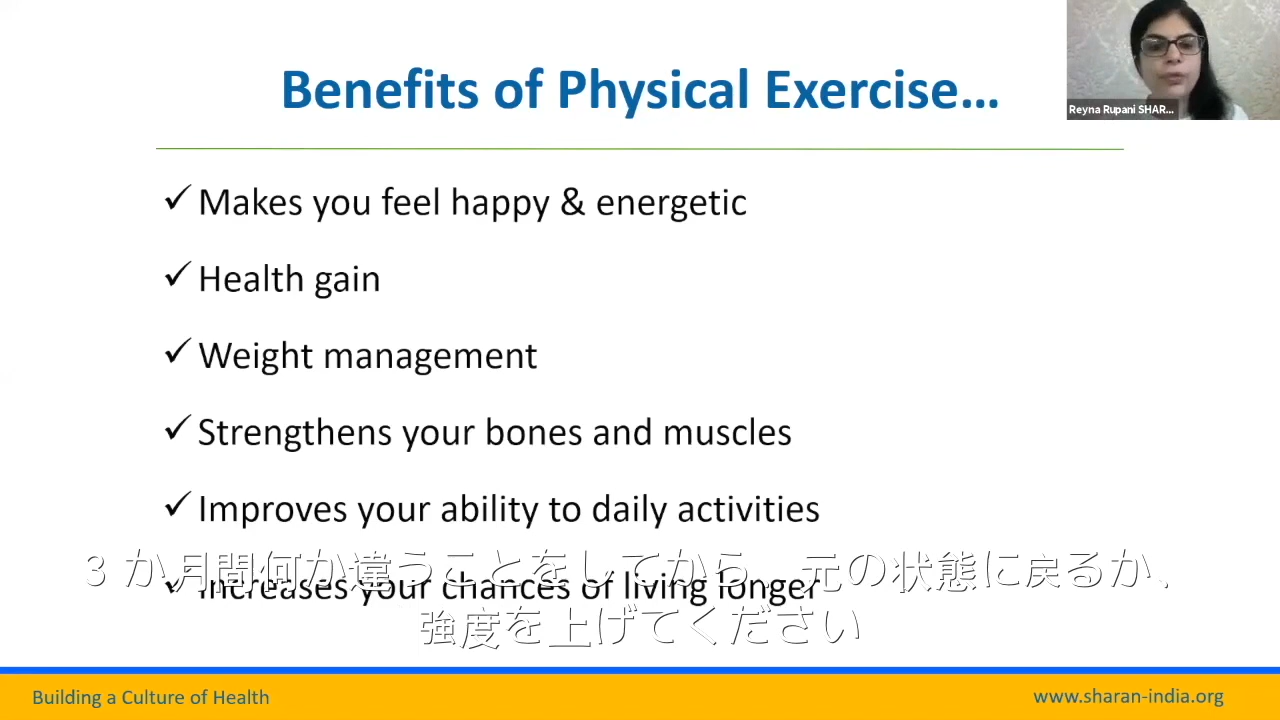 Benefits of Physical Exercise...
Reyna Rupani SHAR...
✓ Makes you feel happy & energetic
✓ Health gain
✓ Weight management
✓ Strengthens your bones and muscles
✓ Improves your ability to daily activities
✓ Increases your chances of living longer
3 か月間何か違うことをしてから、元の状態に戻るか、
強度を上げてください
Building a Culture of Health
www.sharan-india.org